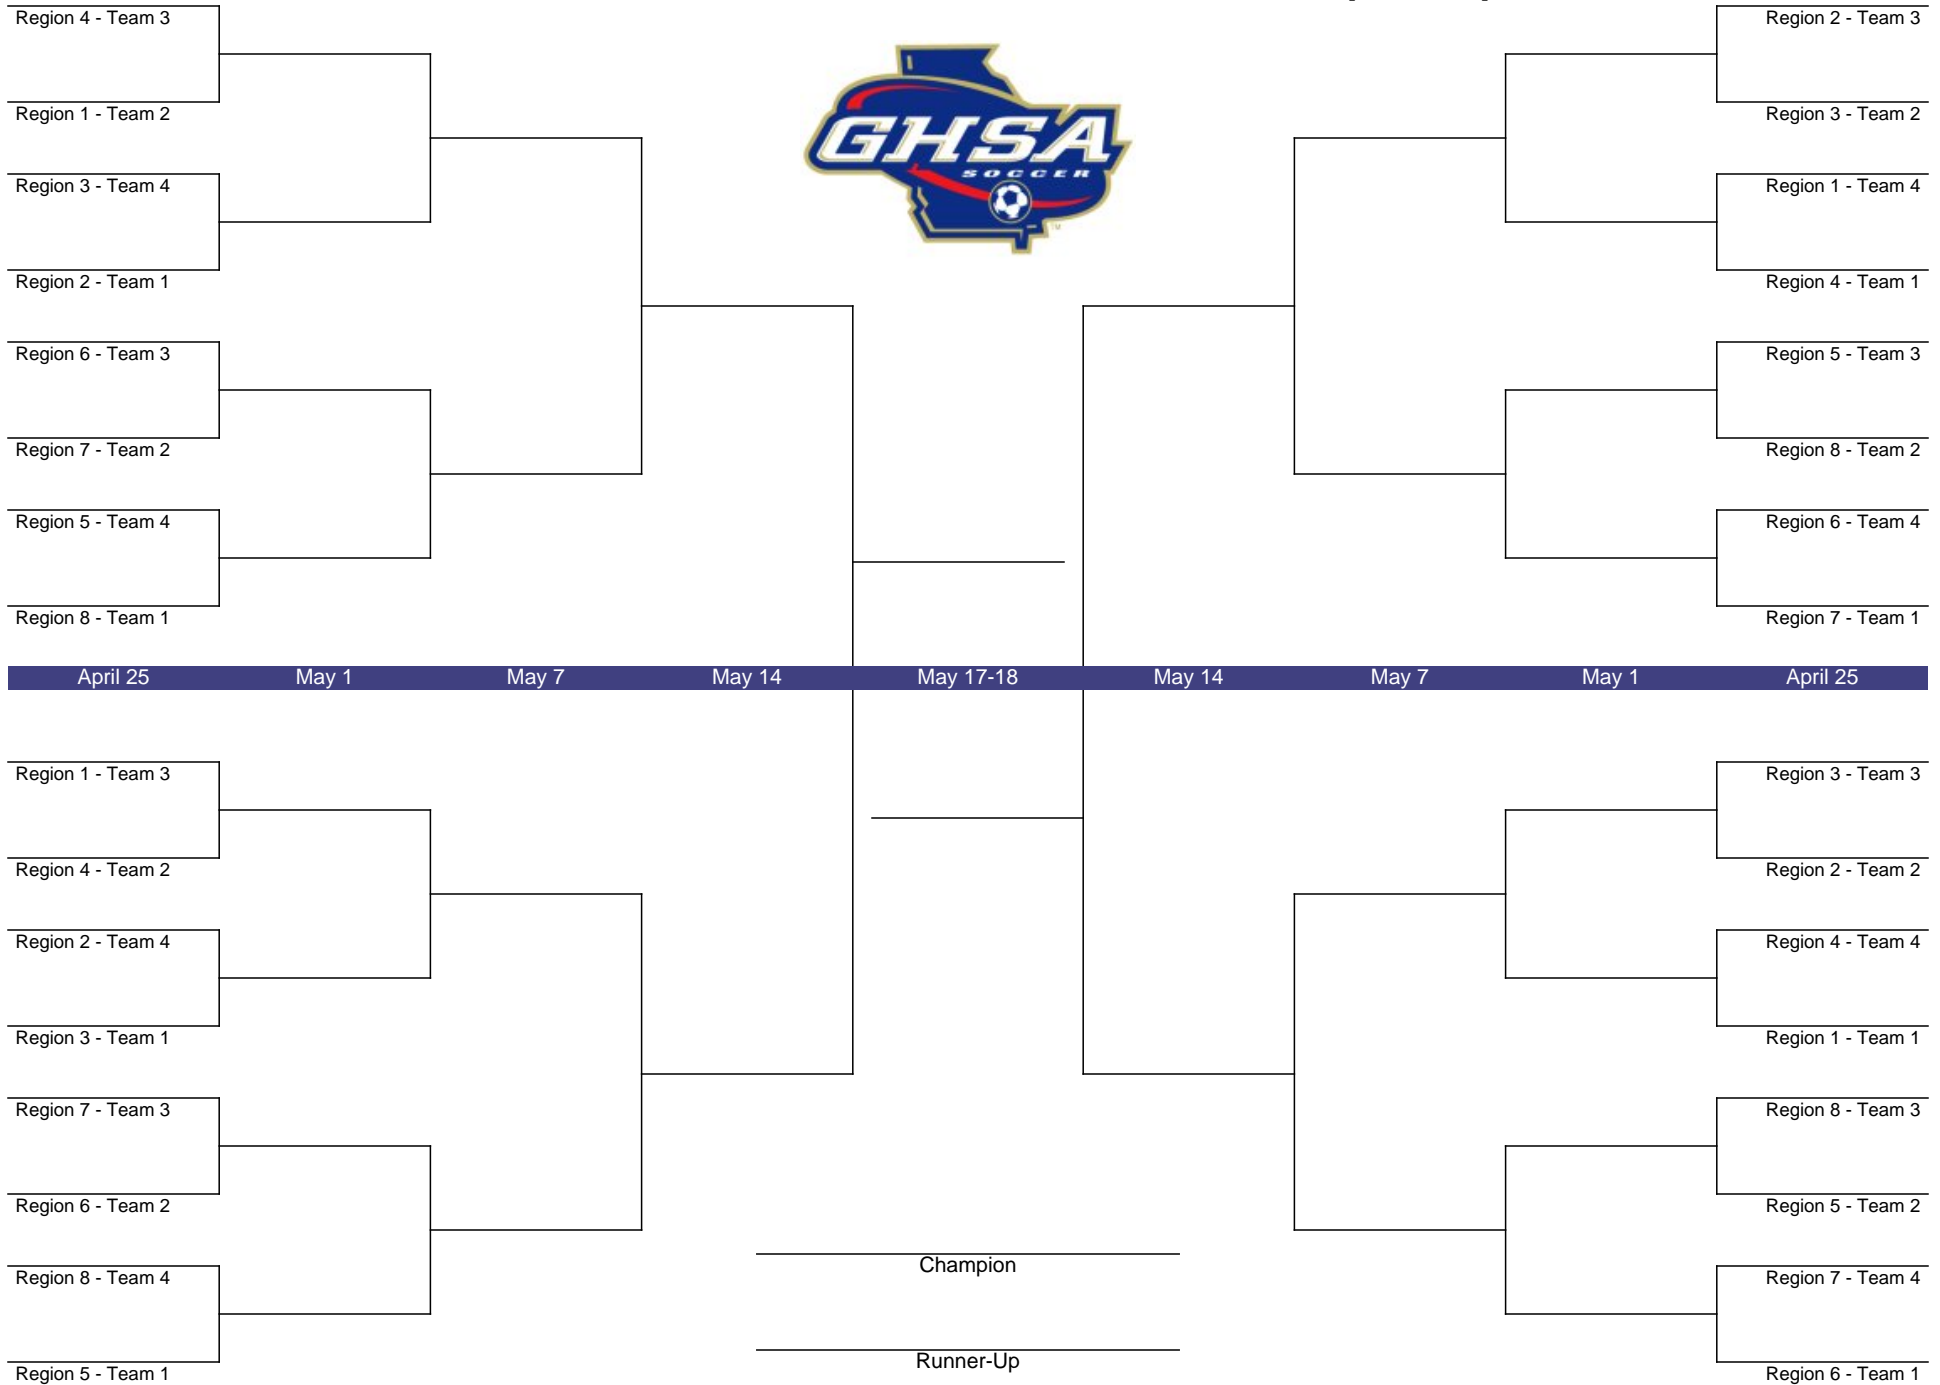 Region 4 - Team 3
Region 2 - Team 3
Region 1 - Team 2
Region 3 - Team 2
GHSA
SOCCER
TM
Region 3 - Team 4
Region 1 - Team 4
Region 2 - Team 1
Region 4 - Team 1
Region 6 - Team 3
Region 5 - Team 3
Region 7 - Team 2
Region 8 - Team 2
Region 5 - Team 4
Region 6 - Team 4
Region 8 - Team 1
Region 7 - Team 1
April 25 May 1 May 7 May 14 May 17-18 May 14 May 7 May 1 April 25
Region 1 - Team 3
Region 3 - Team 3
Region 4 - Team 2
Region 2 - Team 2
Region 2 - Team 4
Region 4 - Team 4
Region 3 - Team 1
Region 1 - Team 1
Region 7 - Team 3
Region 8 - Team 3
Region 6 - Team 2
Region 5 - Team 2
Champion
Region 8 - Team 4
Region 7 - Team 4
Runner-Up
Region 5 - Team 1
Region 6 - Team 1